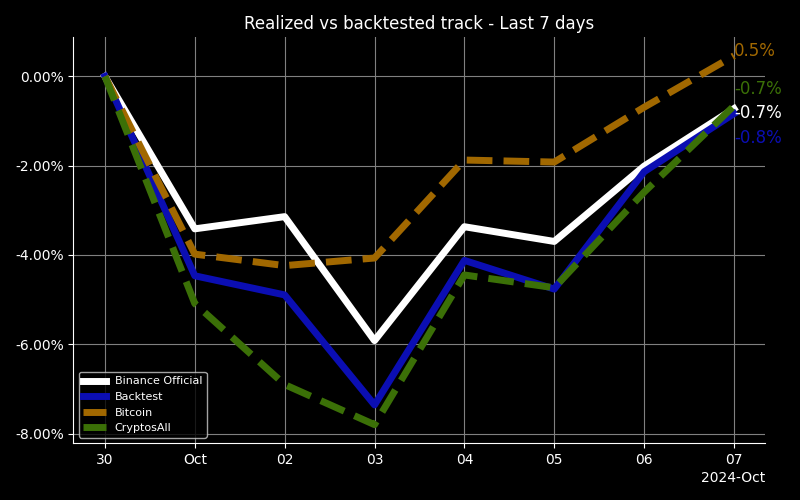 Realized vs backtested track - Last 7 days
0.00%
-2.00%
-4.00%
-6.00%
-8.00%
0.5%
-0.7%
-0.7%
-0.8%
Binance Official
Backtest
Bitcoin
CryptosAll
30 Oct 02 03 04 05 06 07
2024-Oct